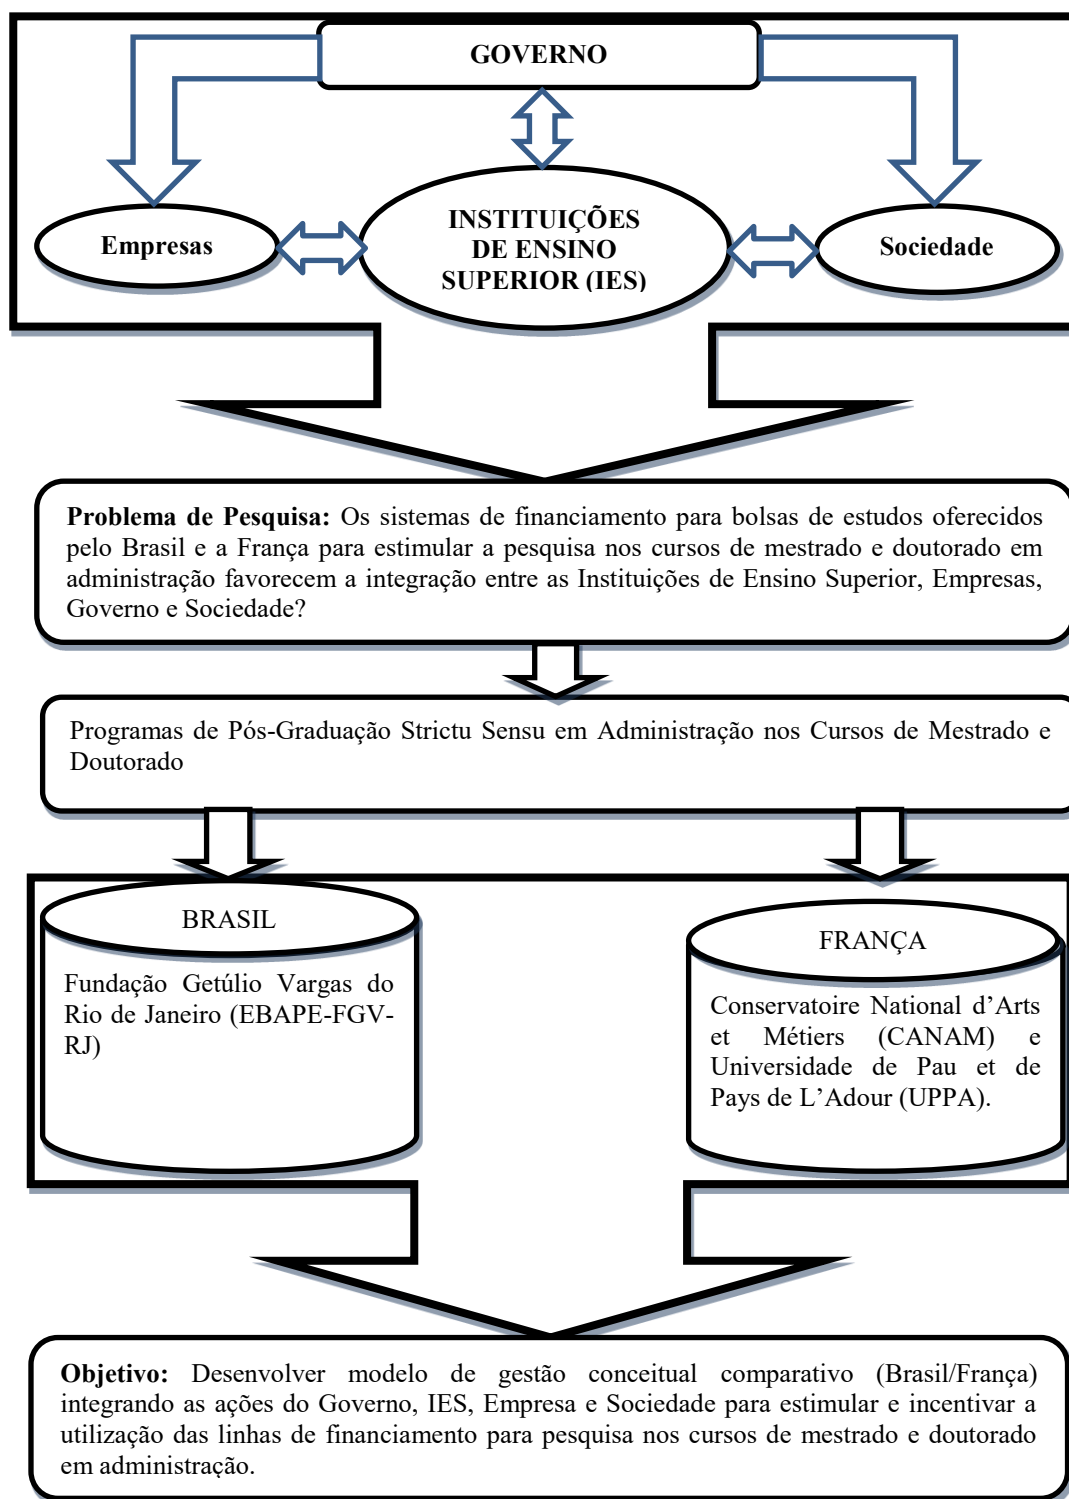 GOVERNO
Empresas
INSTITUIÇÕES
DE ENSINO
SUPERIOR (IES)
Sociedade
Problema de Pesquisa: Os sistemas de financiamento para bolsas de estudos oferecidos
pelo Brasil e a França para estimular a pesquisa nos cursos de mestrado e doutorado em
administração favorecem a integração entre as Instituições de Ensino Superior, Empresas,
Governo e Sociedade?
Programas de Pós-Graduação Strictu Sensu em Administração nos Cursos de Mestrado e
Doutorado
BRASIL
Fundação Getúlio Vargas do
Rio de Janeiro (EBAPE-FGV-
RJ)
FRANÇA
Conservatoire National d’Arts
et Métiers (CANAM) e
Universidade de Pau et de
Pays de L’Adour (UPPA).
Objetivo: Desenvolver modelo de gestão conceitual comparativo (Brasil/França)
integrando as ações do Governo, IES, Empresa e Sociedade para estimular e incentivar a
utilização das linhas de financiamento para pesquisa nos cursos de mestrado e doutorado
em administração.